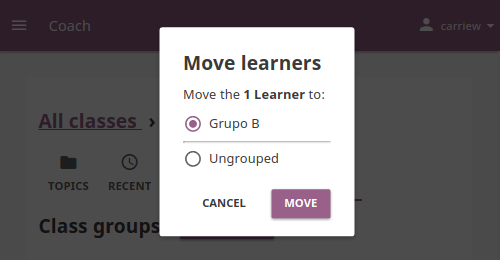 Coach
carriew
Move learners
Move the 1 Learner to:
Grupo B
Ungrouped
CANCEL
MOVE
All classes ›
TOPICS
RECENT
Class groups